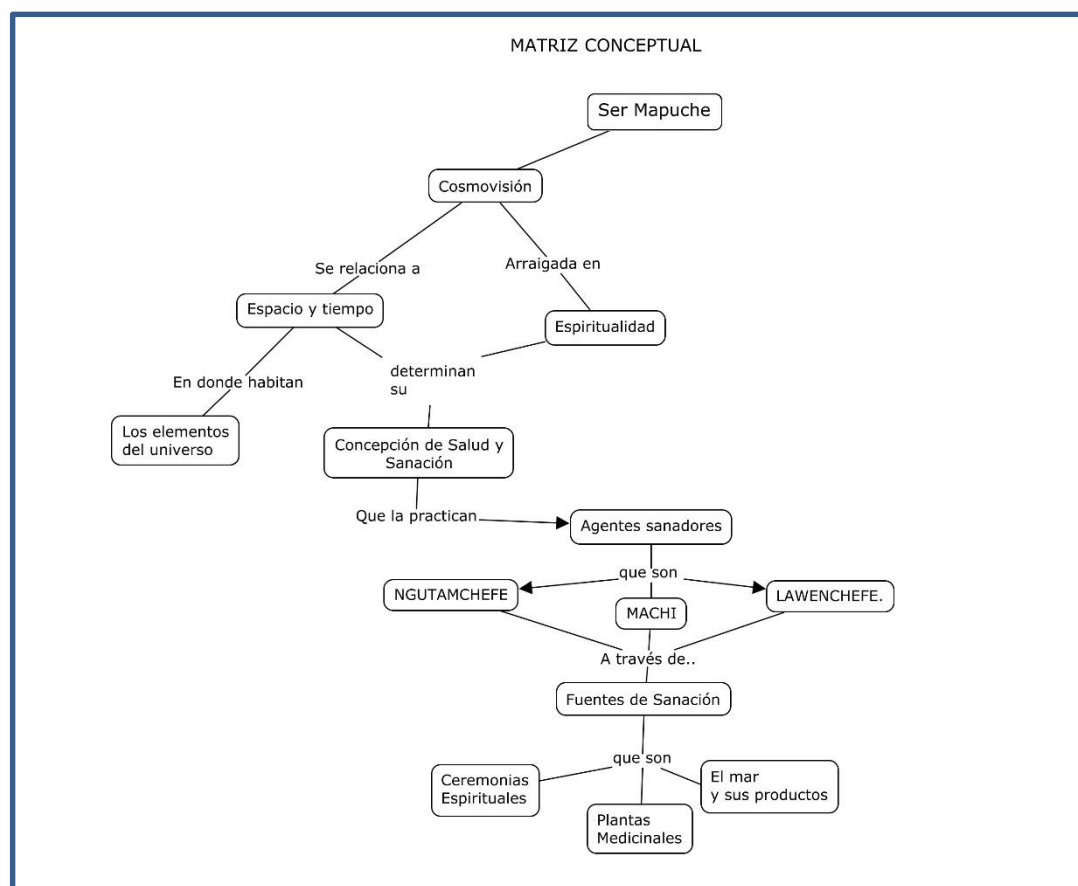 MATRIZ CONCEPTUAL
Ser Mapuche
Cosmovisión
Se relaciona a
Arraigada en
Espacio y tiempo
Espiritualidad
En donde habitan
determinan
su
Los elementos
del universo
Concepción de Salud y
Sanación
Que la practican
Agentes sanadores
que son
NGUTAMCHEFE
MACHI
LAWENCHEFE.
A través de..
Fuentes de Sanación
que son
Ceremonias
Espirituales
Plantas
Medicinales
El mar
y sus productos